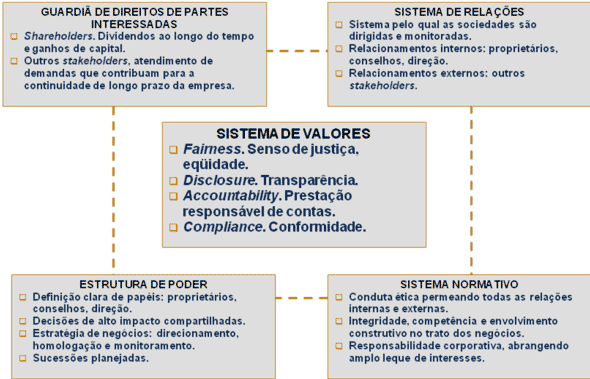 GUARDIÃ DE DIREITOS DE PARTES
INTERESSADAS
❑ Shareholders. Dividendos ao longo do tempo
e ganhos de capital.
❑ Outros stakeholders, atendimento de
demandas que contribuam para a
continuidade de longo prazo da empresa.
SISTEMA DE RELAÇÕES
❑ Sistema pelo qual as sociedades são
dirigidas e monitoradas.
❑ Relacionamentos internos: proprietários,
conselhos, direção.
❑ Relacionamentos externos: outros
stakeholders.
SISTEMA DE VALORES
❑ Fairness. Senso de justiça,
eqüidade.
❑ Disclosure. Transparência.
❑ Accountability. Prestação
responsável de contas.
❑ Compliance. Conformidade.
ESTRUTURA DE PODER
❑ Definição clara de papéis: proprietários,
conselhos, direção.
❑ Decisões de alto impacto compartilhadas.
❑ Estratégia de negócios: direcionamento,
homologação e monitoramento.
❑ Sucessões planejadas.
SISTEMA NORMATIVO
❑ Conduta ética permeando todas as relações
internas e externas.
❑ Integridade, competência e envolvimento
construtivo no trato dos negócios.
❑ Responsabilidade corporativa, abrangendo
amplo leque de interesses.